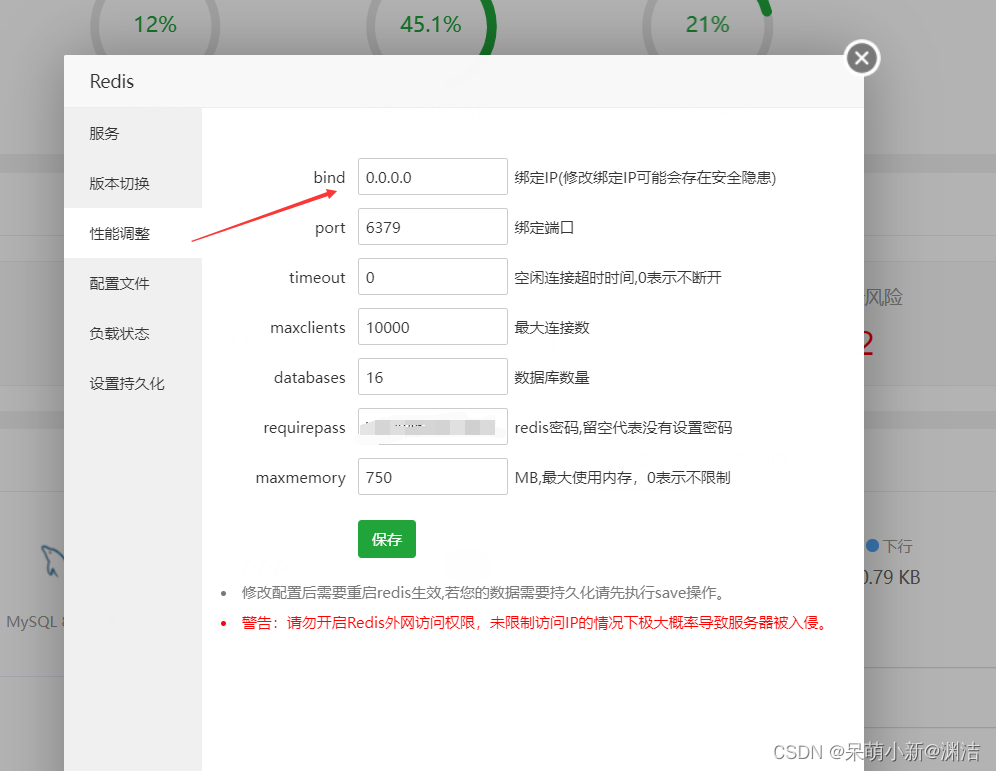 12%
45.1%
21%
Redis
服务
版本切换
性能调整
配置文件
负载状态
设置持久化
bind 0.0.0.0 绑定IP(修改绑定IP可能会存在安全隐患)
port 6379 绑定端口
timeout 0 空闲连接超时时间,0表示不断开
maxclients 10000 最大连接数
databases 16 数据库数量
requirepass redis密码,留空代表没有设置密码
maxmemory 750 MB,最大使用内存，0表示不限制
保存
修改配置后需要重启redis生效,若您的数据需要持久化请先执行save操作。
警告：请勿开启Redis外网访问权限，未限制访问IP的情况下极大概率导致服务器被入侵。
风险
2
下行
0.79 KB
MySQL
CSDN @呆萌小新@渊洁